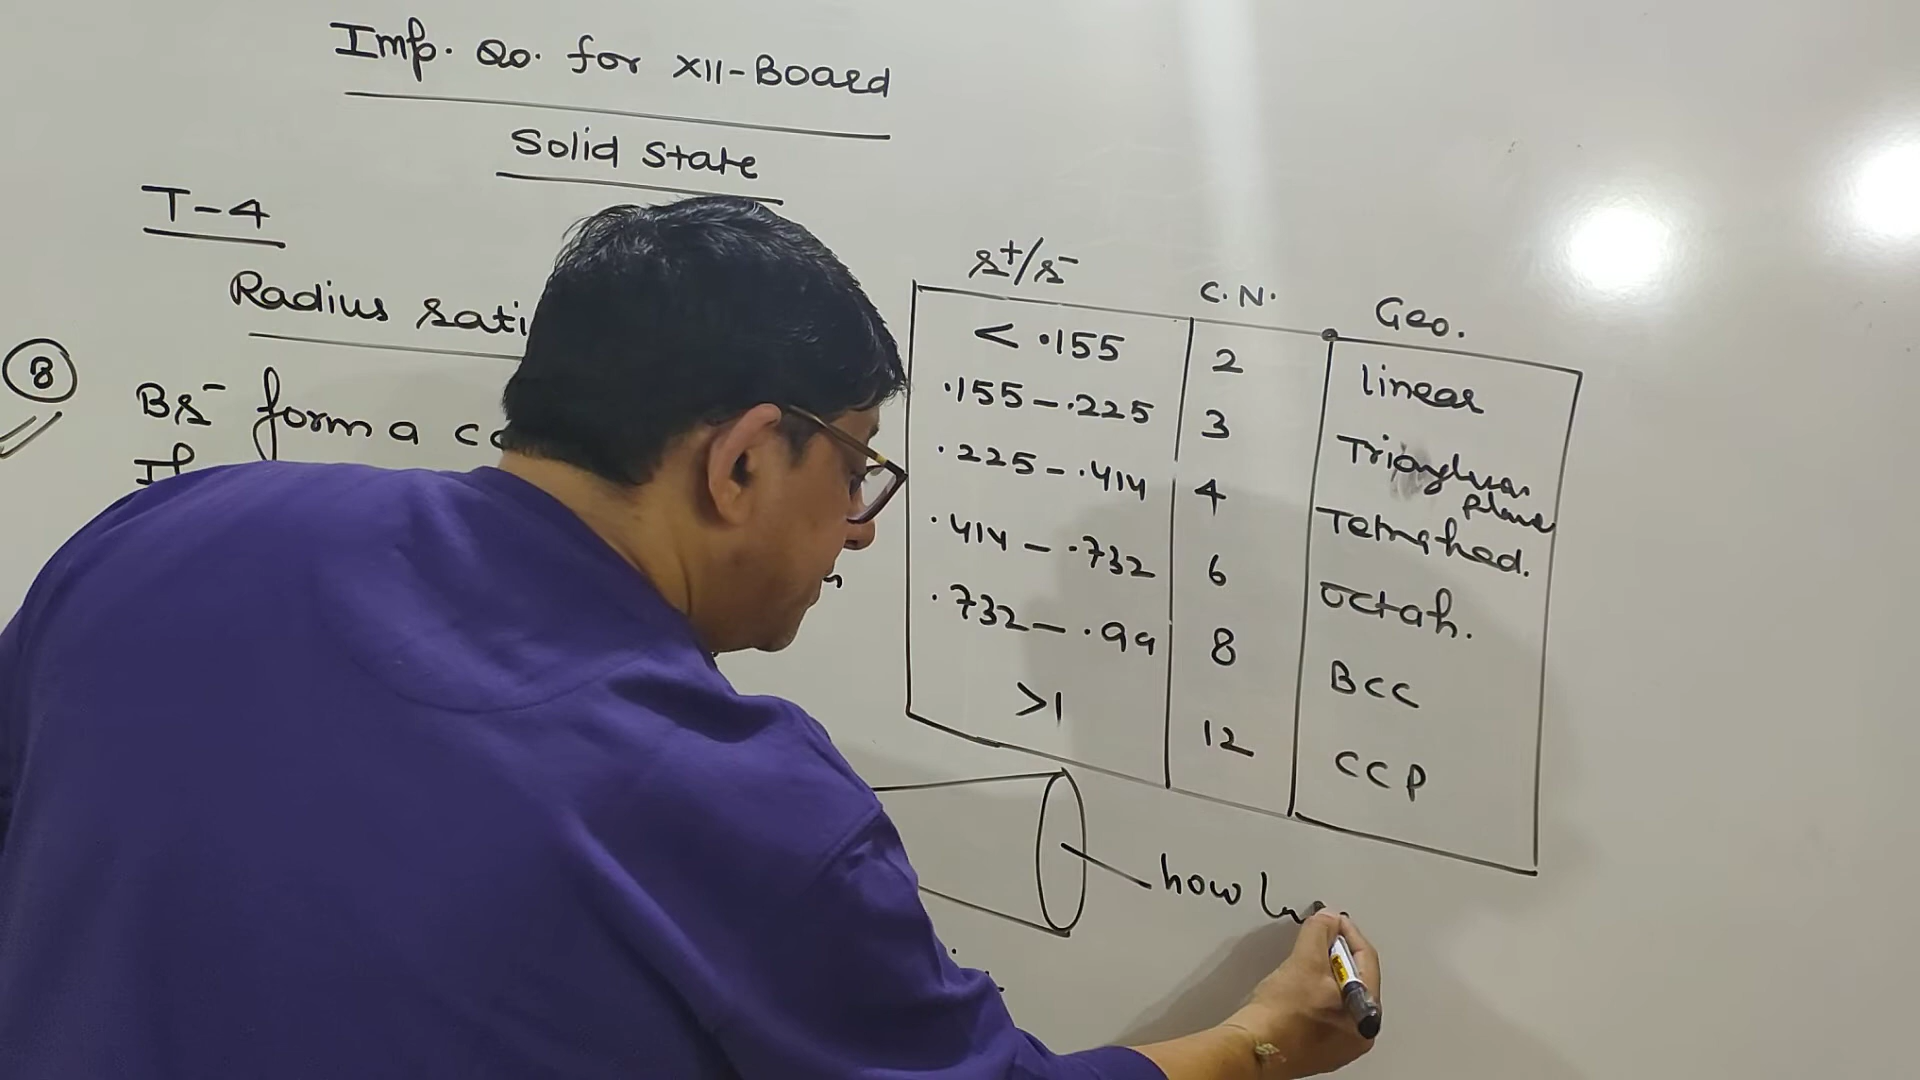 Imp. Qo. for XII-Board
Solid State
T-4
Radius rati
8
Br⁻ form a cc
If
r⁺/r⁻ C.N. Geo.
< .155 2 linear
.155 - .225 3 Triangular plane
.225 - .414 4 Tetrahed.
.414 - .732 6 Octah.
.732 - .99 8 BCC
>1 12 CCP
how